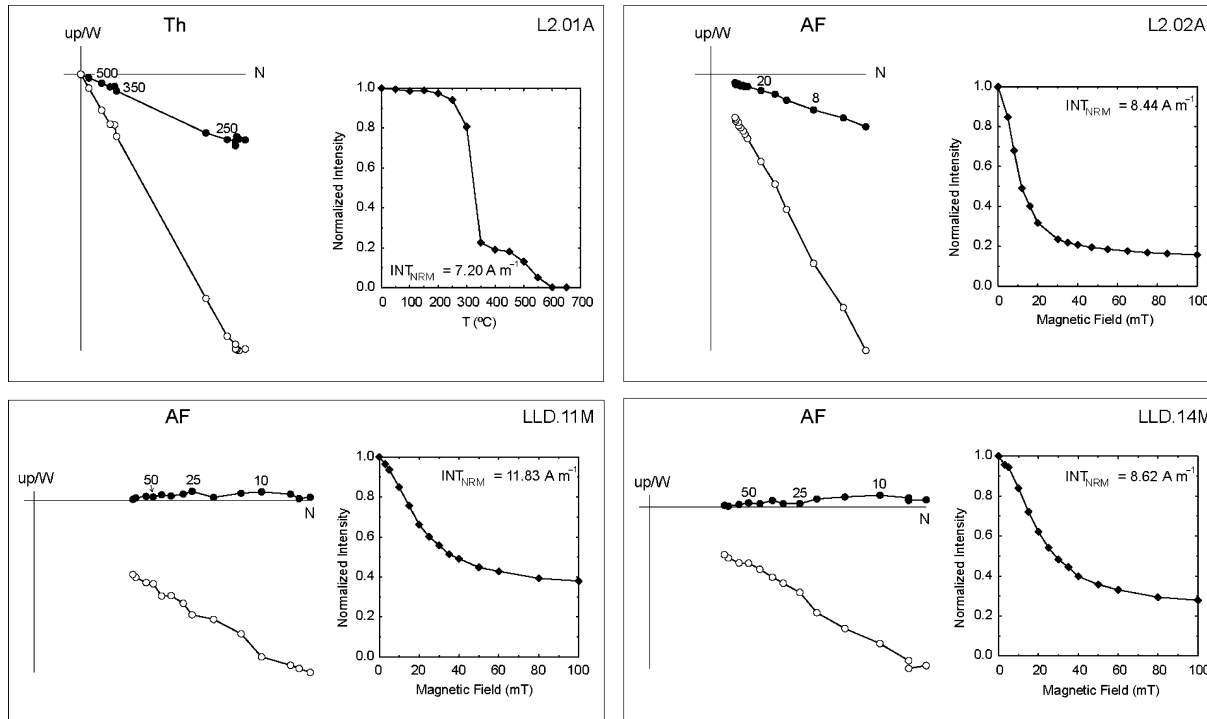 Th
L2.01A
up/W
N
500
350
250
Normalized Intensity
1.0
0.8
0.6
0.4
0.2
0.0
INT_NRM = 7.20 A m⁻¹
0 100 200 300 400 500 600 700
T (ºC)
AF
L2.02A
up/W
N
20
8
Normalized Intensity
1.0
0.8
0.6
0.4
0.2
0.0
INT_NRM = 8.44 A m⁻¹
0 20 40 60 80 100
Magnetic Field (mT)
AF
LLD.11M
up/W
N
50
25
10
Normalized Intensity
1.0
0.8
0.6
0.4
0.2
0.0
INT_NRM = 11.83 A m⁻¹
0 20 40 60 80 100
Magnetic Field (mT)
AF
LLD.14M
up/W
N
50
25
10
Normalized Intensity
1.0
0.8
0.6
0.4
0.2
0.0
INT_NRM = 8.62 A m⁻¹
0 20 40 60 80 100
Magnetic Field (mT)